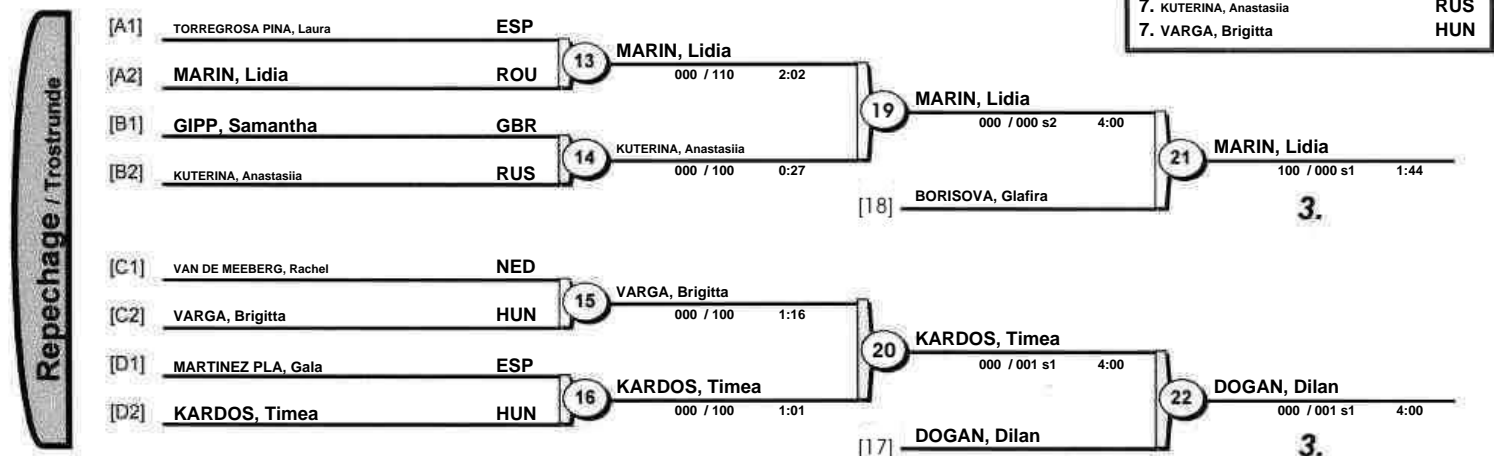 7. KUTERINA, Anastasiia RUS
7. VARGA, Brigitta HUN
Repechage / Trostrunde
[A1] TORREGROSA PINA, Laura ESP
[A2] MARIN, Lidia ROU
13 MARIN, Lidia
000 / 110 2:02
[B1] GIPP, Samantha GBR
[B2] KUTERINA, Anastasiia RUS
14 KUTERINA, Anastasiia
000 / 100 0:27
19 MARIN, Lidia
000 / 000 s2 4:00
[18] BORISOVA, Glafira
21 MARIN, Lidia
100 / 000 s1 1:44
3.
[C1] VAN DE MEEBERG, Rachel NED
[C2] VARGA, Brigitta HUN
15 VARGA, Brigitta
000 / 100 1:16
[D1] MARTINEZ PLA, Gala ESP
[D2] KARDOS, Timea HUN
16 KARDOS, Timea
000 / 100 1:01
20 KARDOS, Timea
000 / 001 s1 4:00
[17] DOGAN, Dilan
22 DOGAN, Dilan
000 / 001 s1 4:00
3.